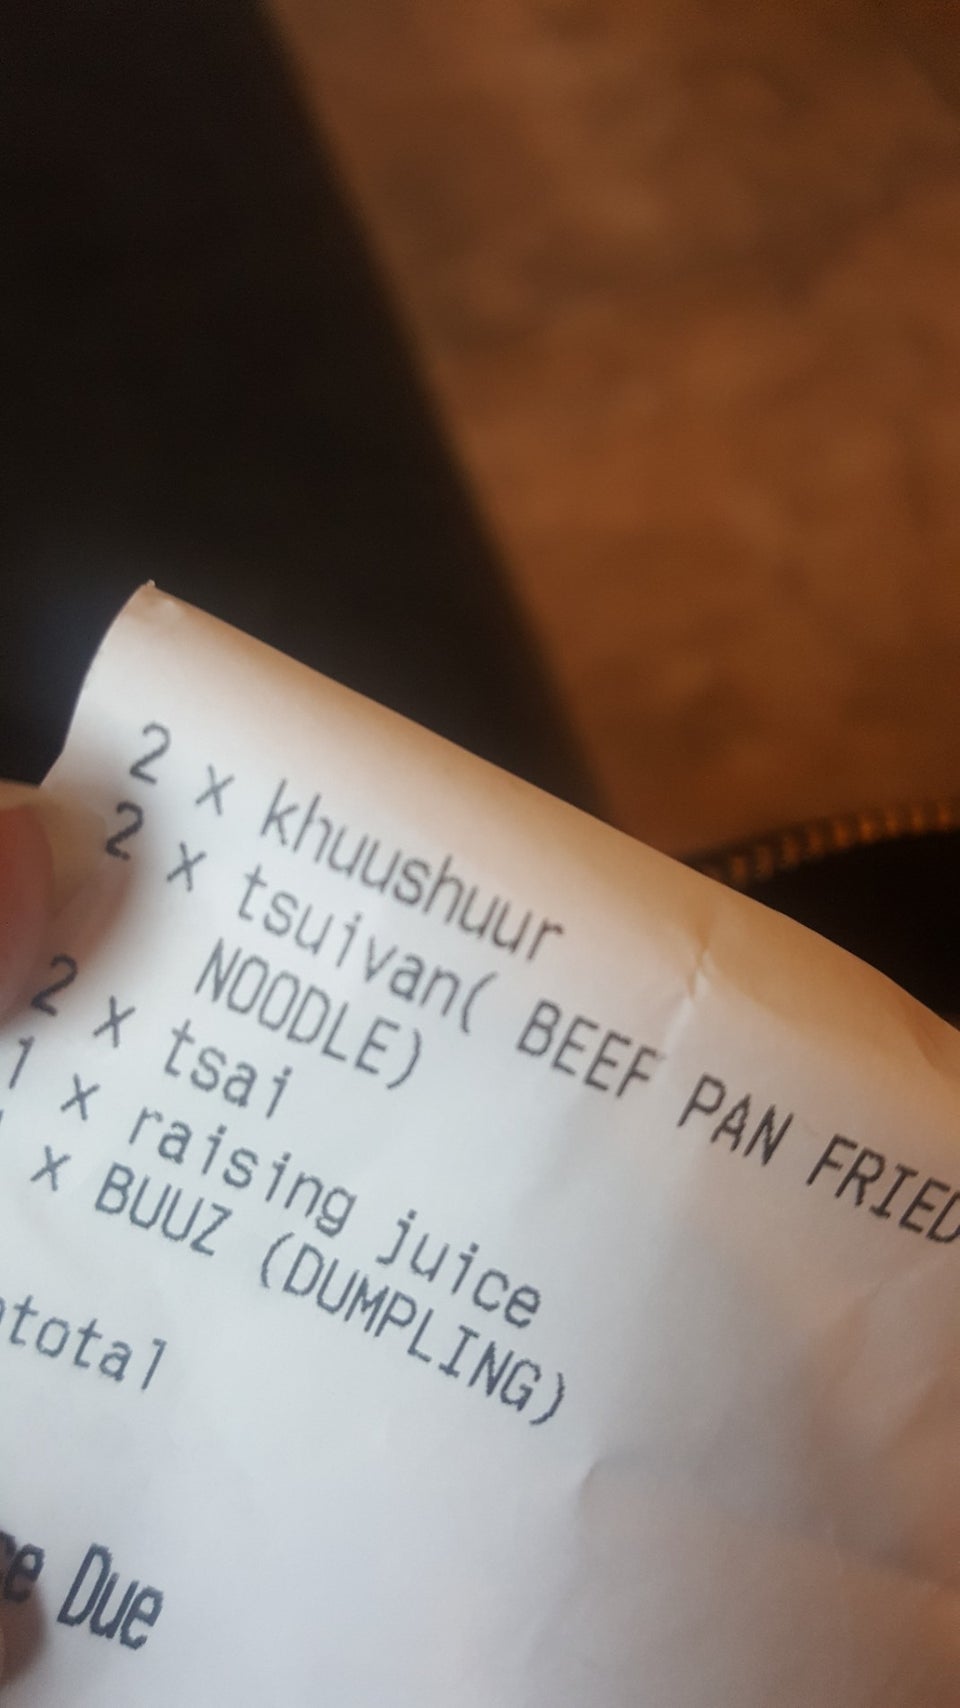 2 x khuushuur
2 x tsuivan( BEEF PAN FRIED
NOODLE)
2 x tsai
1 x raising juice
x BUUZ (DUMPLING)
total
Due